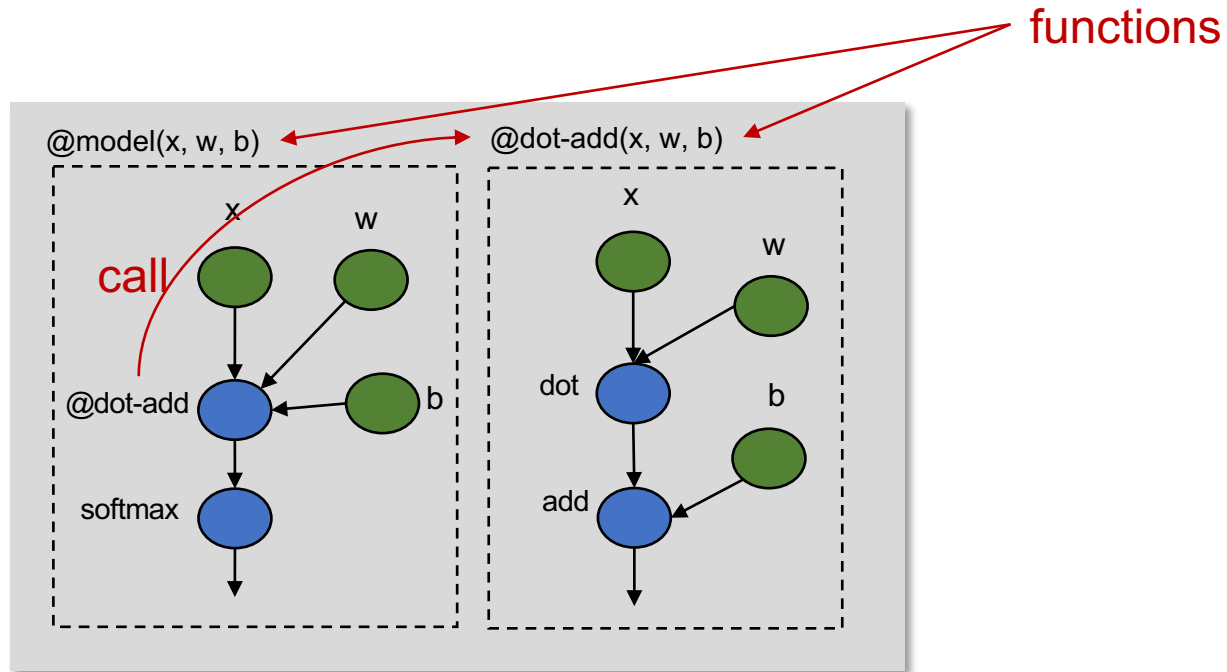 functions
@model(x, w, b)
@dot-add(x, w, b)
x
w
call
@dot-add
b
softmax
x
w
dot
b
add